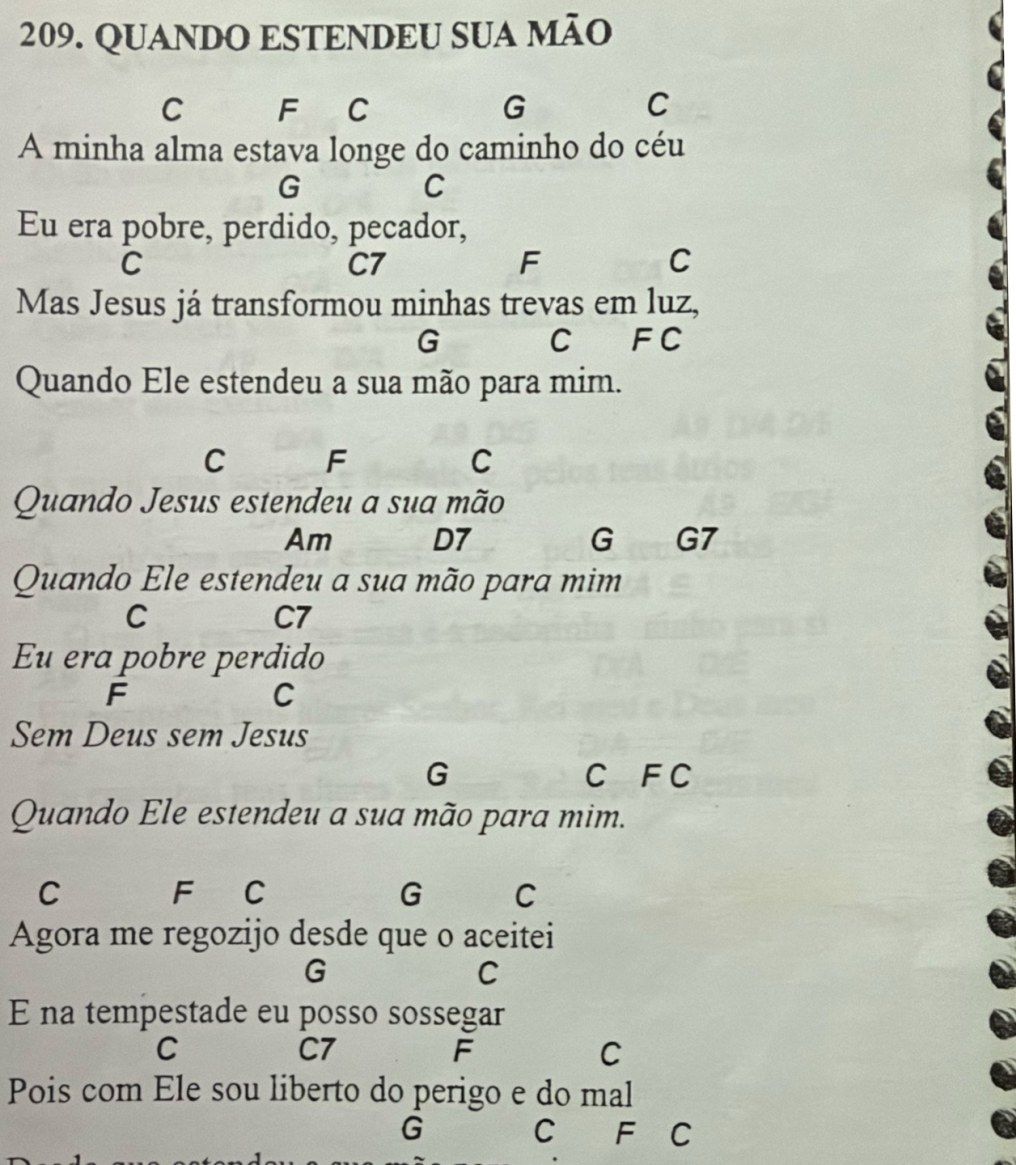 209. QUANDO ESTENDEU SUA MÃO
C F C G C
A minha alma estava longe do caminho do céu
G C
Eu era pobre, perdido, pecador,
C C7 F C
Mas Jesus já transformou minhas trevas em luz,
G C F C
Quando Ele estendeu a sua mão para mim.
C F C
Quando Jesus estendeu a sua mão
Am D7 G G7
Quando Ele estendeu a sua mão para mim
C C7
Eu era pobre perdido
F C
Sem Deus sem Jesus
G C F C
Quando Ele estendeu a sua mão para mim.
C F C G C
Agora me regozijo desde que o aceitei
G C
E na tempestade eu posso sossegar
C C7 F C
Pois com Ele sou liberto do perigo e do mal
G C F C